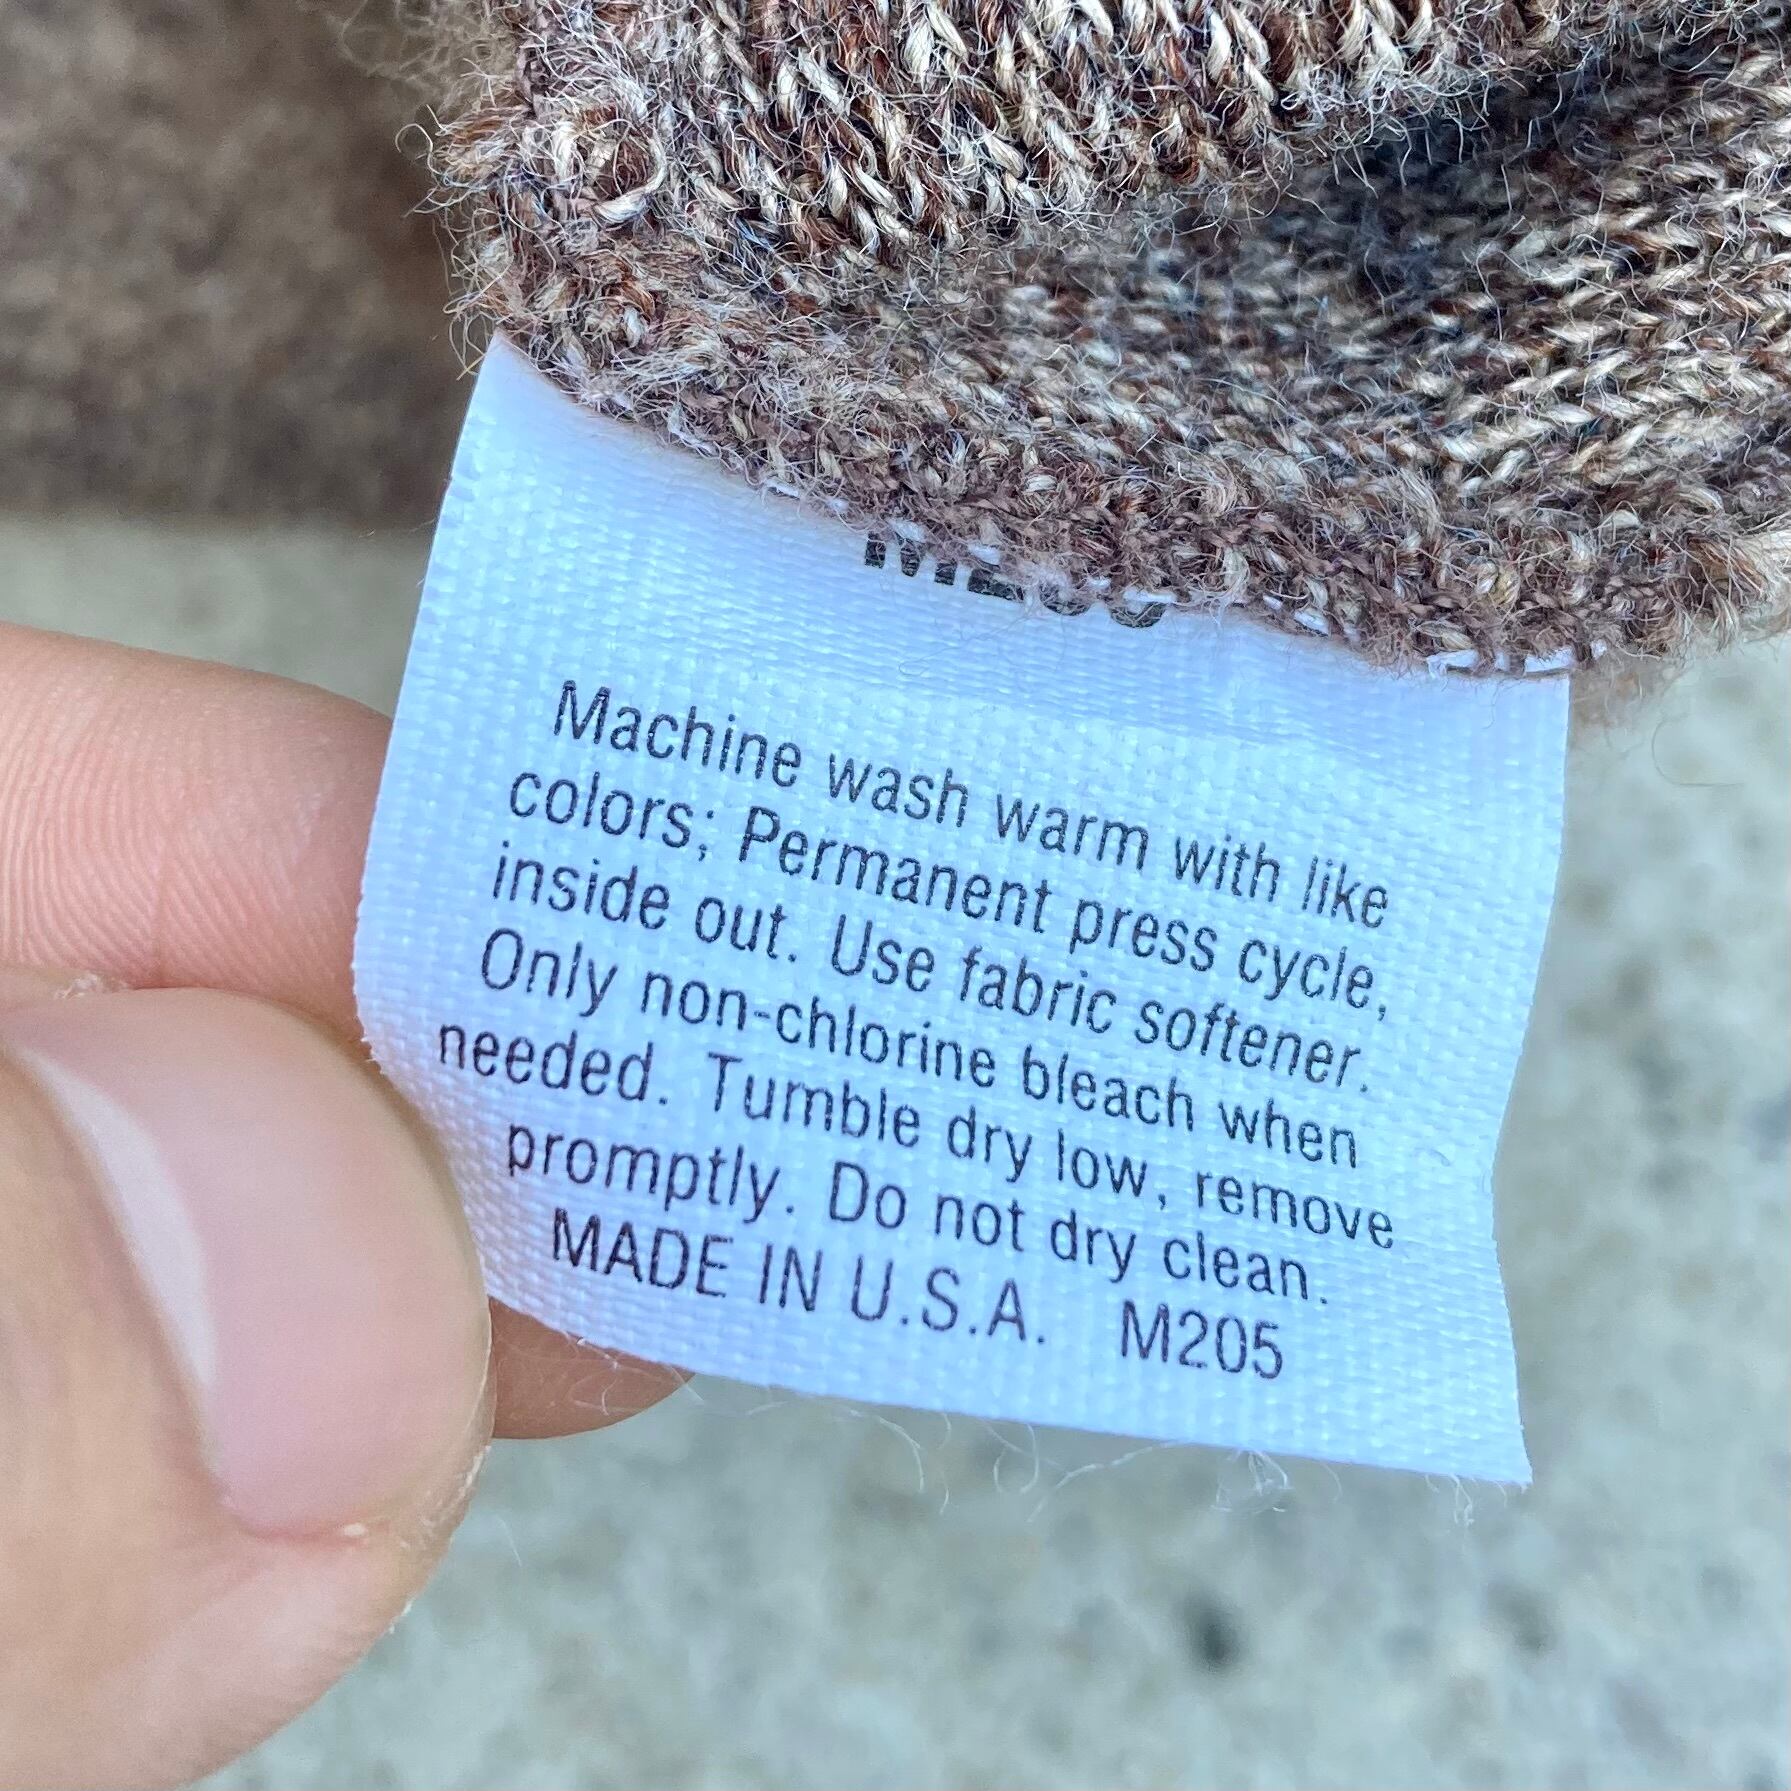 Machine wash warm with like
colors; Permanent press cycle,
inside out. Use fabric softener.
Only non-chlorine bleach when
needed. Tumble dry low, remove
promptly. Do not dry clean.
MADE IN U.S.A. M205